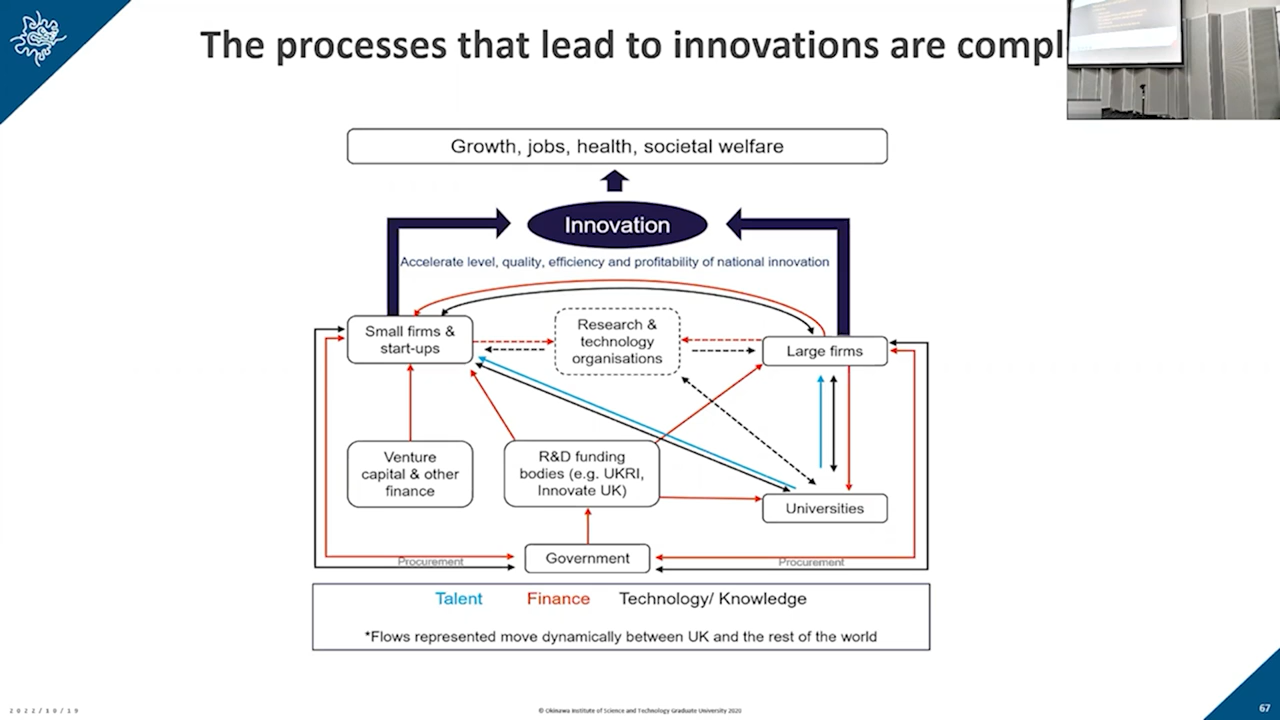 The processes that lead to innovations are compl
Growth, jobs, health, societal welfare
Innovation
Accelerate level, quality, efficiency and profitability of national innovation
Small firms &
start-ups
Research &
technology
organisations
Large firms
Venture
capital & other
finance
R&D funding
bodies (e.g. UKRI,
Innovate UK)
Universities
Government
Procurement
Procurement
Talent Finance Technology/ Knowledge
*Flows represented move dynamically between UK and the rest of the world
2022/10/19
© Okinawa Institute of Science and Technology Graduate University 2020
67